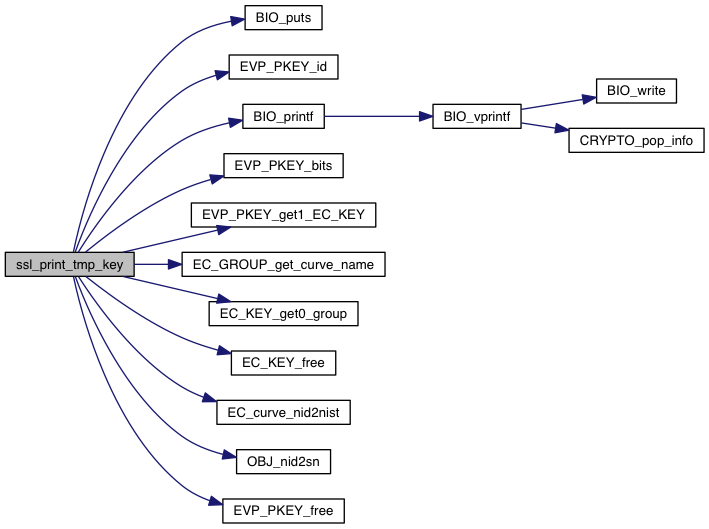 BIO_puts
EVP_PKEY_id
BIO_write
BIO_printf
BIO_vprintf
CRYPTO_pop_info
EVP_PKEY_bits
EVP_PKEY_get1_EC_KEY
ssl_print_tmp_key
EC_GROUP_get_curve_name
EC_KEY_get0_group
EC_KEY_free
EC_curve_nid2nist
OBJ_nid2sn
EVP_PKEY_free